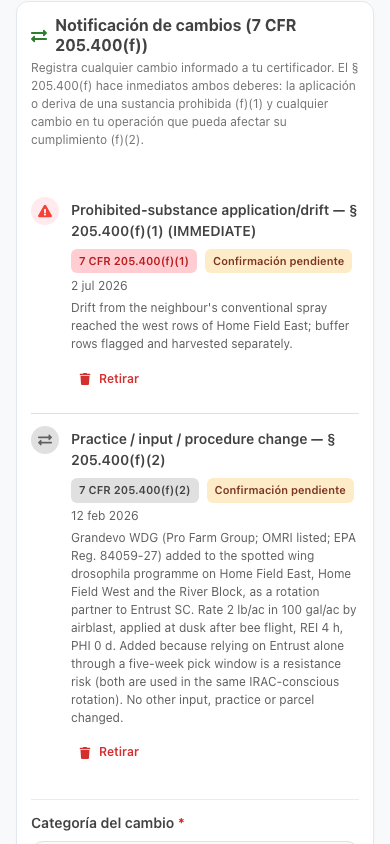 Notificación de cambios (7 CFR
205.400(f))
Registra cualquier cambio informado a tu certificador. El §
205.400(f) hace inmediatos ambos deberes: la aplicación
o deriva de una sustancia prohibida (f)(1) y cualquier
cambio en tu operación que pueda afectar su
cumplimiento (f)(2).
Prohibited-substance application/drift — §
205.400(f)(1) (IMMEDIATE)
7 CFR 205.400(f)(1) Confirmación pendiente
2 jul 2026
Drift from the neighbour's conventional spray
reached the west rows of Home Field East; buffer
rows flagged and harvested separately.
Retirar
Practice / input / procedure change — §
205.400(f)(2)
7 CFR 205.400(f)(2) Confirmación pendiente
12 feb 2026
Grandevo WDG (Pro Farm Group; OMRI listed; EPA
Reg. 84059-27) added to the spotted wing
drosophila programme on Home Field East, Home
Field West and the River Block, as a rotation
partner to Entrust SC. Rate 2 lb/ac in 100 gal/ac by
airblast, applied at dusk after bee flight, REI 4 h,
PHI 0 d. Added because relying on Entrust alone
through a five-week pick window is a resistance
risk (both are used in the same IRAC-conscious
rotation). No other input, practice or parcel
changed.
Retirar
Categoría del cambio *